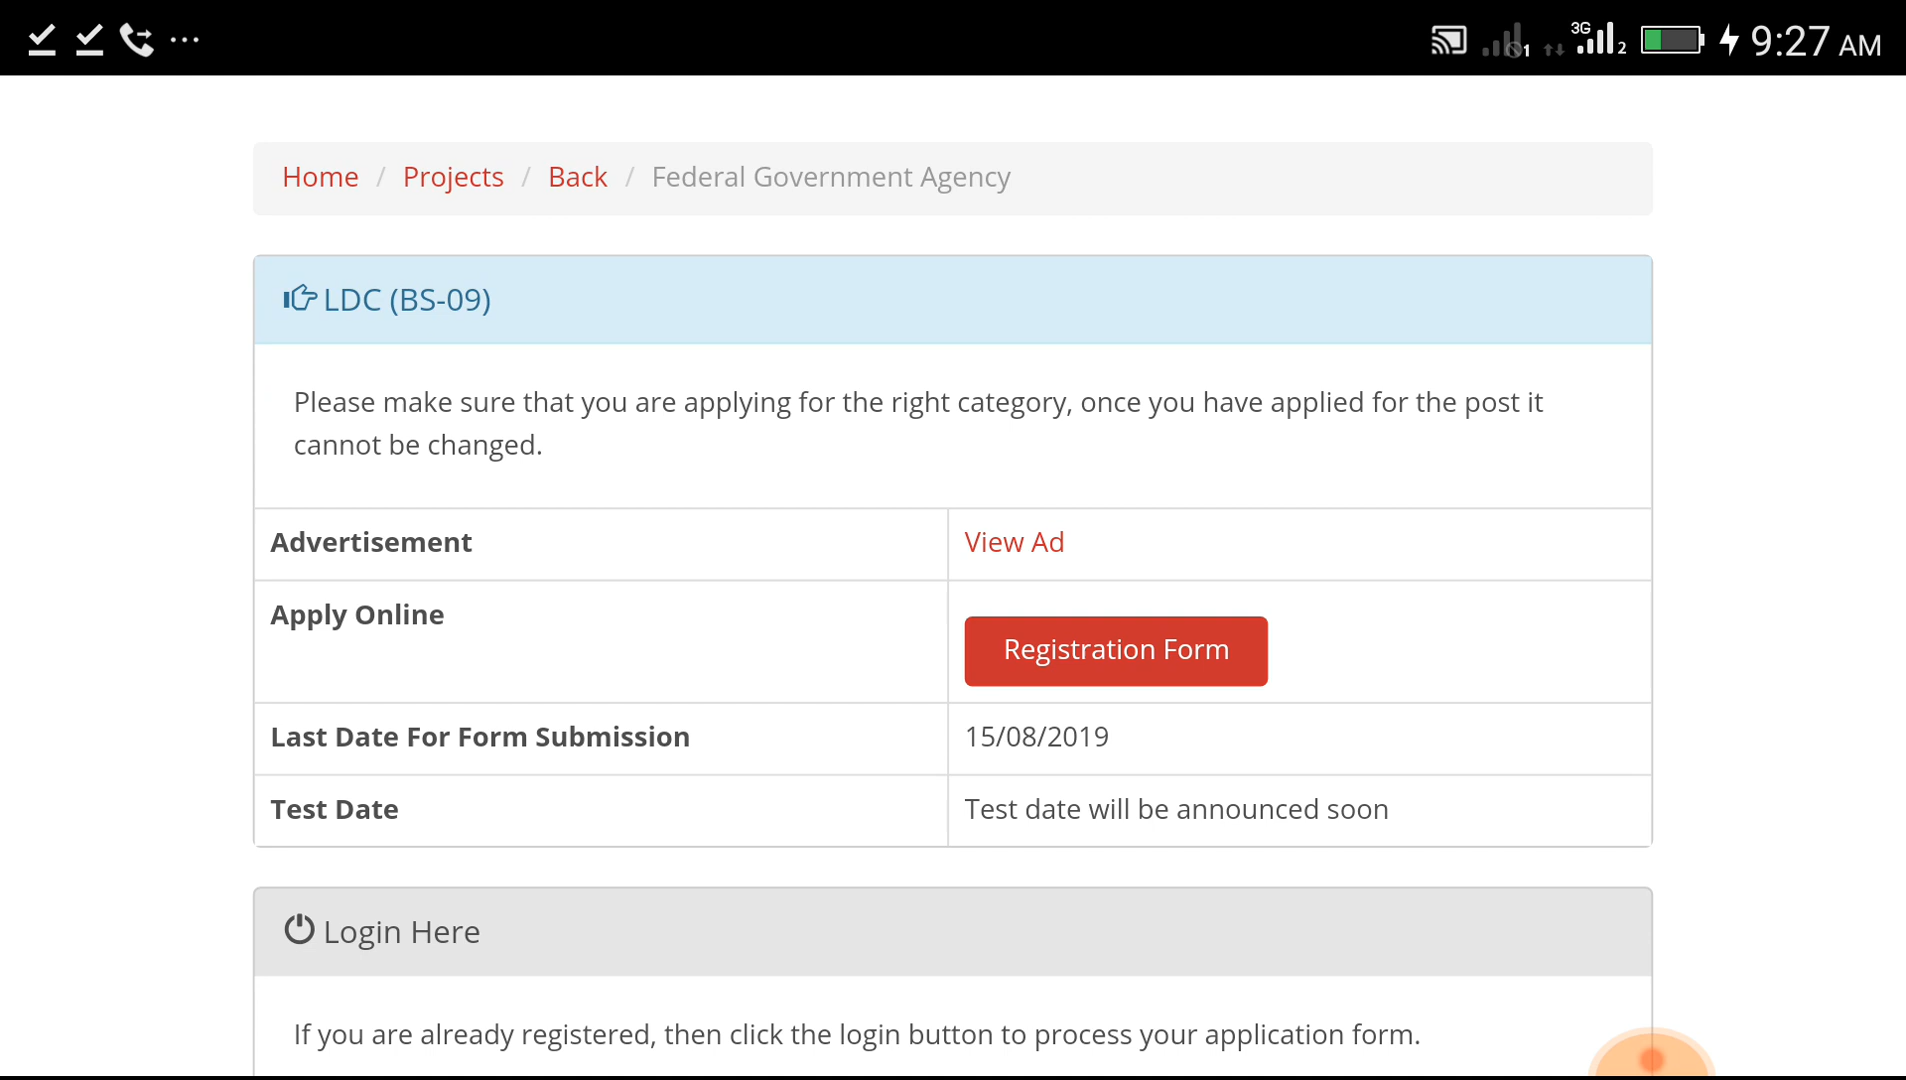 3G 1 2 9:27 AM
Home / Projects / Back / Federal Government Agency
LDC (BS-09)
Please make sure that you are applying for the right category, once you have applied for the post it
cannot be changed.
Advertisement View Ad
Apply Online Registration Form
Last Date For Form Submission 15/08/2019
Test Date Test date will be announced soon
Login Here
If you are already registered, then click the login button to process your application form.